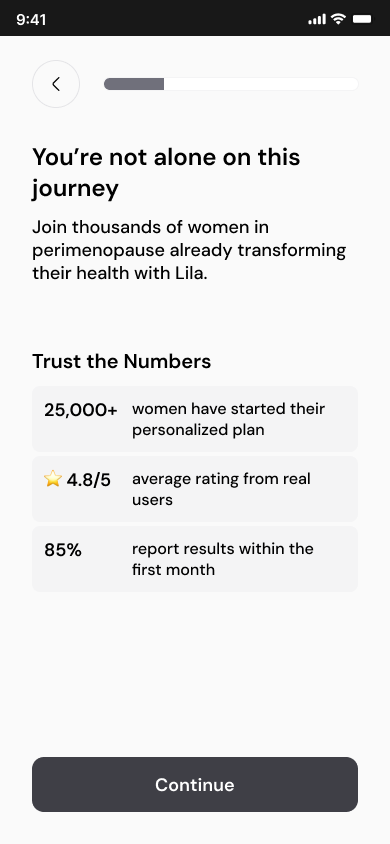 9:41
You’re not alone on this
journey
Join thousands of women in
perimenopause already transforming
their health with Lila.
Trust the Numbers
25,000+ women have started their
personalized plan
⭐ 4.8/5 average rating from real
users
85% report results within the
first month
Continue